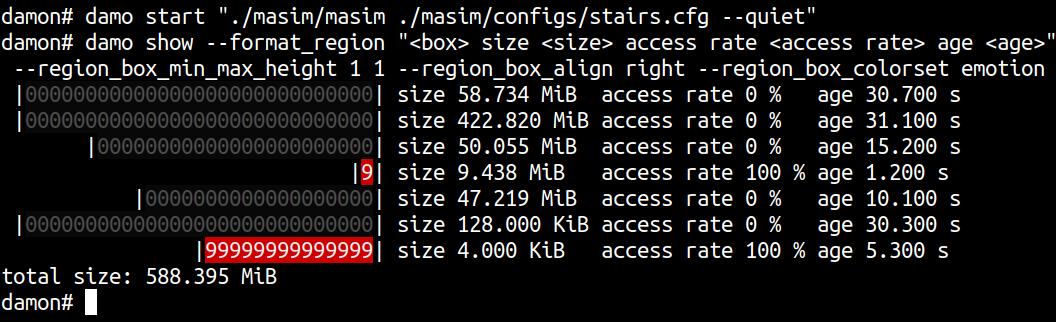 damon# damo start "./masim/masim ./masim/configs/stairs.cfg --quiet"
damon# damo show --format_region "<box> size <size> access rate <access rate> age <age>"
 --region_box_min_max_height 1 1 --region_box_align right --region_box_colorset emotion
 |00000000000000000000000000000| size 58.734 MiB  access rate 0 %   age 30.700 s
 |00000000000000000000000000000| size 422.820 MiB access rate 0 %   age 31.100 s
       |00000000000000000000000| size 50.055 MiB  access rate 0 %   age 15.200 s
                             |9| size 9.438 MiB   access rate 100 % age 1.200 s
           |0000000000000000000| size 47.219 MiB  access rate 0 %   age 10.100 s
 |00000000000000000000000000000| size 128.000 KiB access rate 0 %   age 30.300 s
                |99999999999999| size 4.000 KiB   access rate 100 % age 5.300 s
total size: 588.395 MiB
damon#